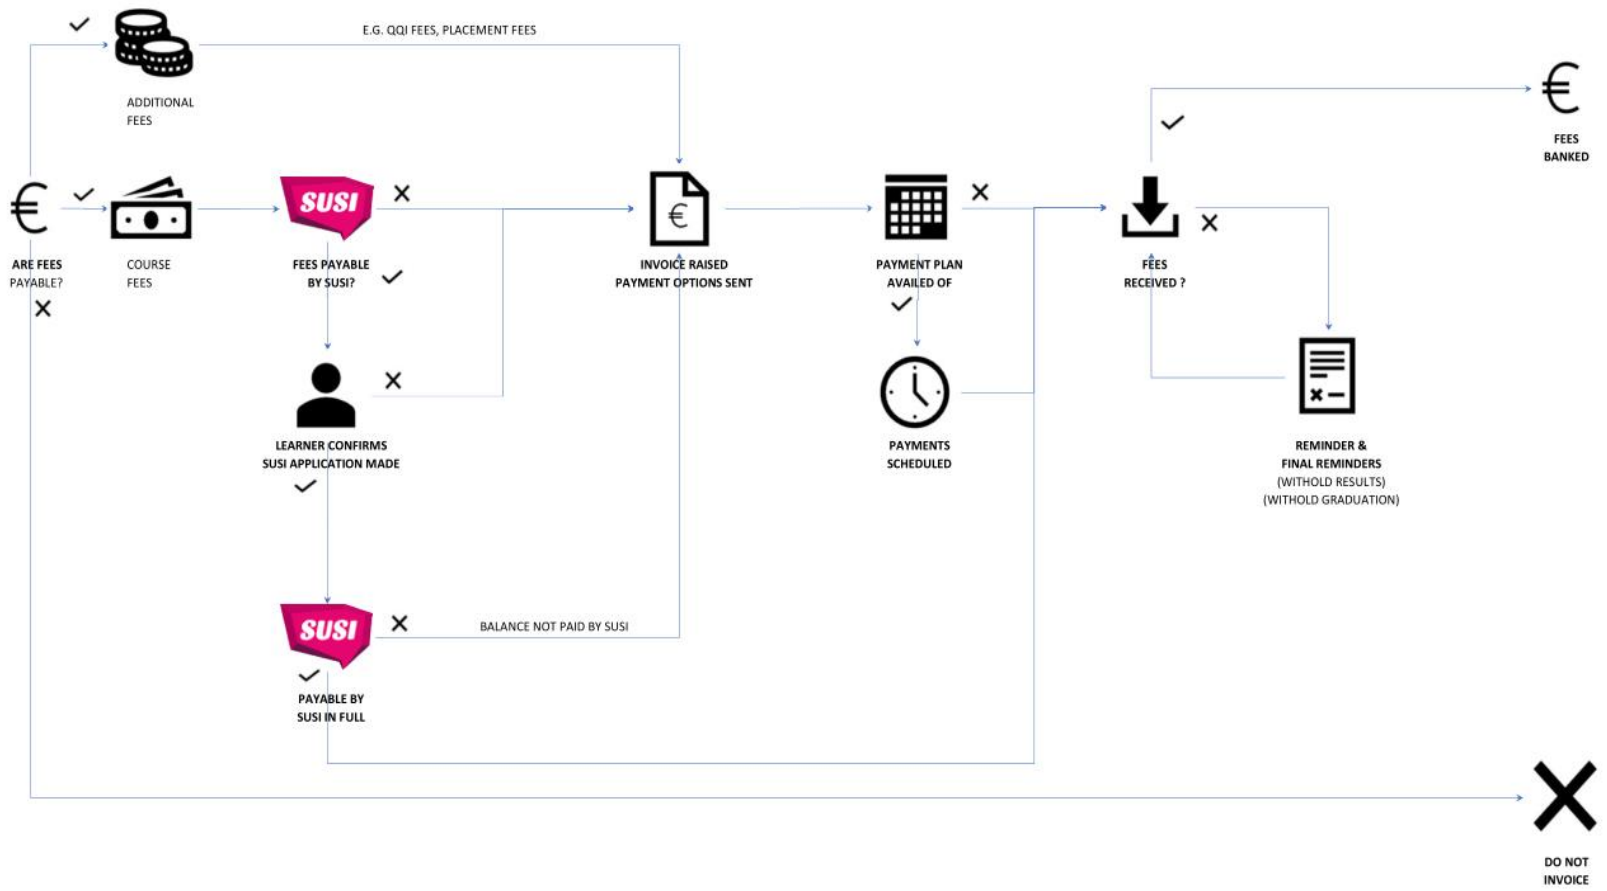 E.G. QQI FEES, PLACEMENT FEES
ADDITIONAL
FEES
€
FEES
BANKED
€
SUSI
€
ARE FEES
PAYABLE?
COURSE
FEES
FEES PAYABLE
BY SUSI?
INVOICE RAISED
PAYMENT OPTIONS SENT
PAYMENT PLAN
AVAILED OF
FEES
RECEIVED ?
LEARNER CONFIRMS
SUSI APPLICATION MADE
PAYMENTS
SCHEDULED
REMINDER &
FINAL REMINDERS
(WITHOLD RESULTS)
(WITHOLD GRADUATION)
SUSI
BALANCE NOT PAID BY SUSI
PAYABLE BY
SUSI IN FULL
DO NOT
INVOICE